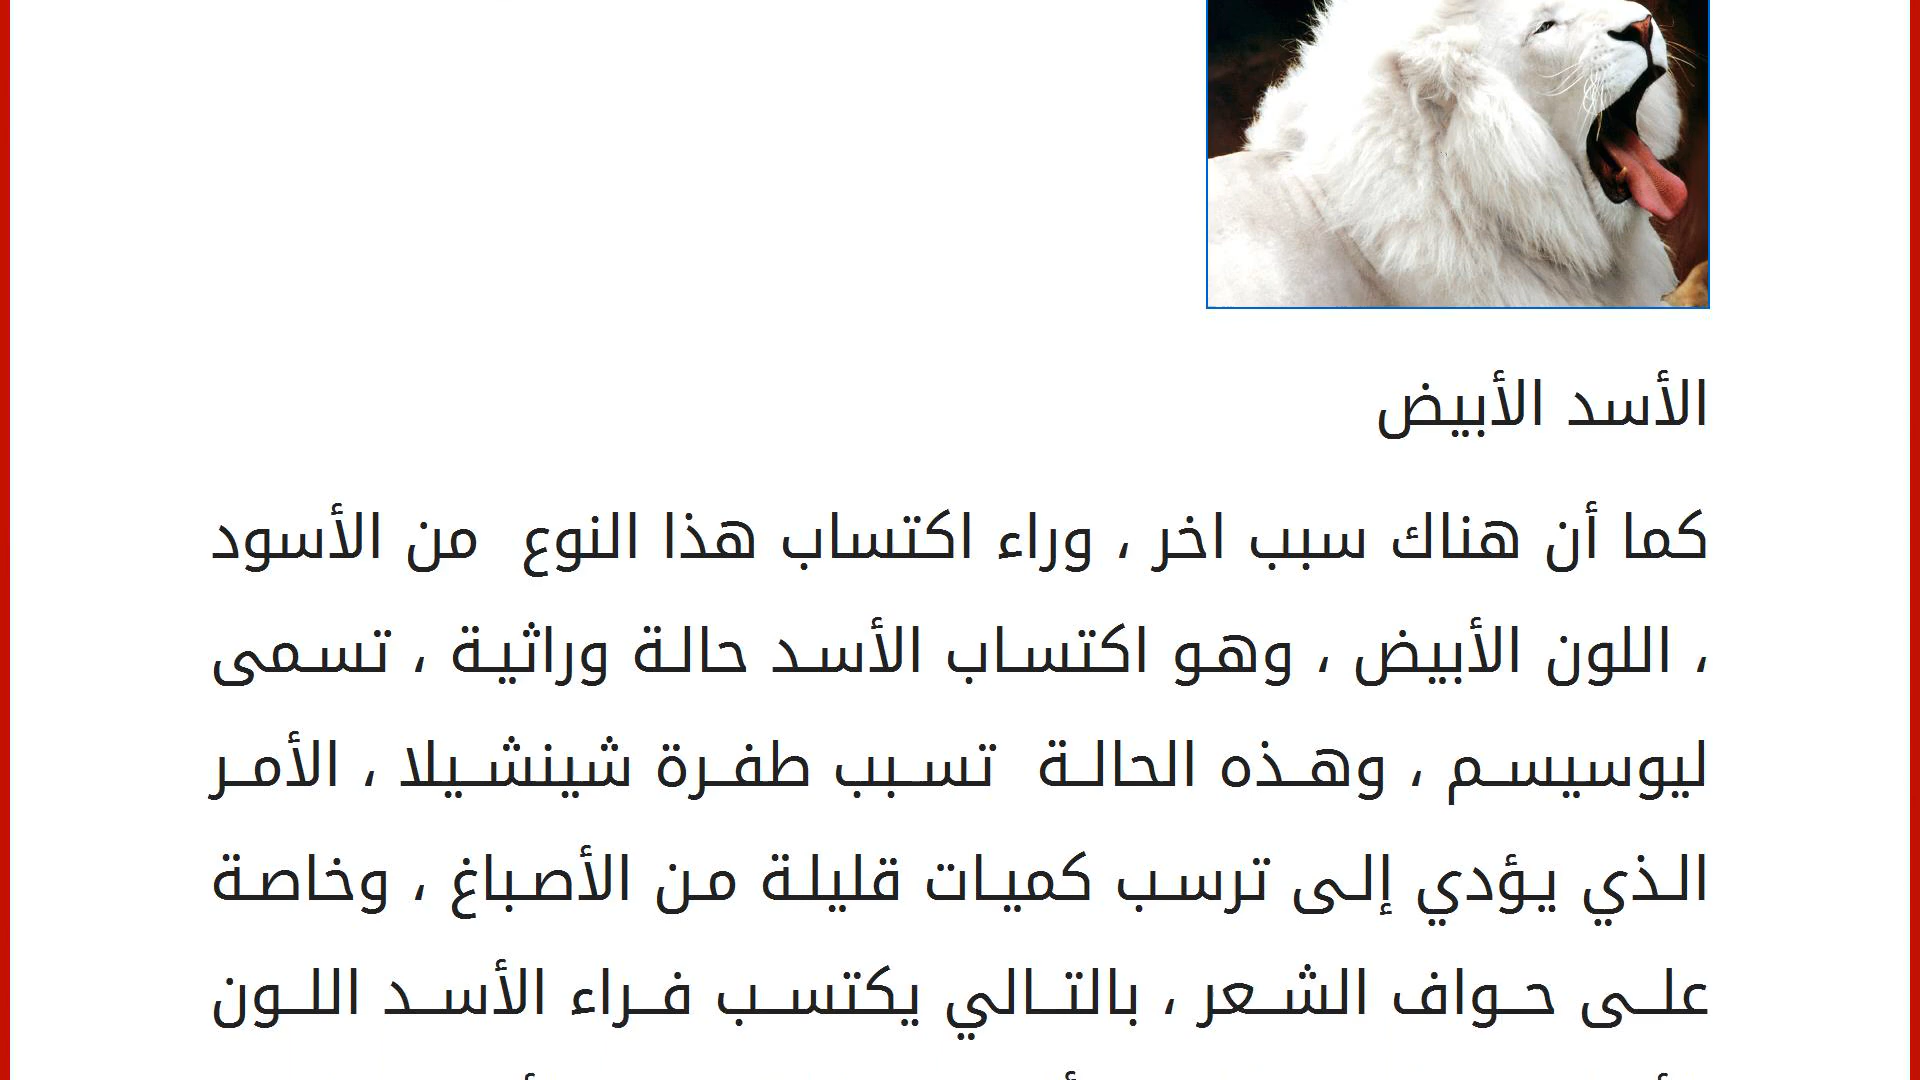 الأسد الأبيض
كما أن هناك سبب اخر ، وراء اكتساب هذا النوع من الأسود
، اللون الأبيض ، وهو اكتساب الأسد حالة وراثية ، تسمى
ليوسيسم ، وهذه الحالة تسبب طفرة شينشيلا ، الأمر
الذي يؤدي إلى ترسب كميات قليلة من الأصباغ ، وخاصة
على حواف الشعر ، بالتالي يكتسب فراء الأسد اللون